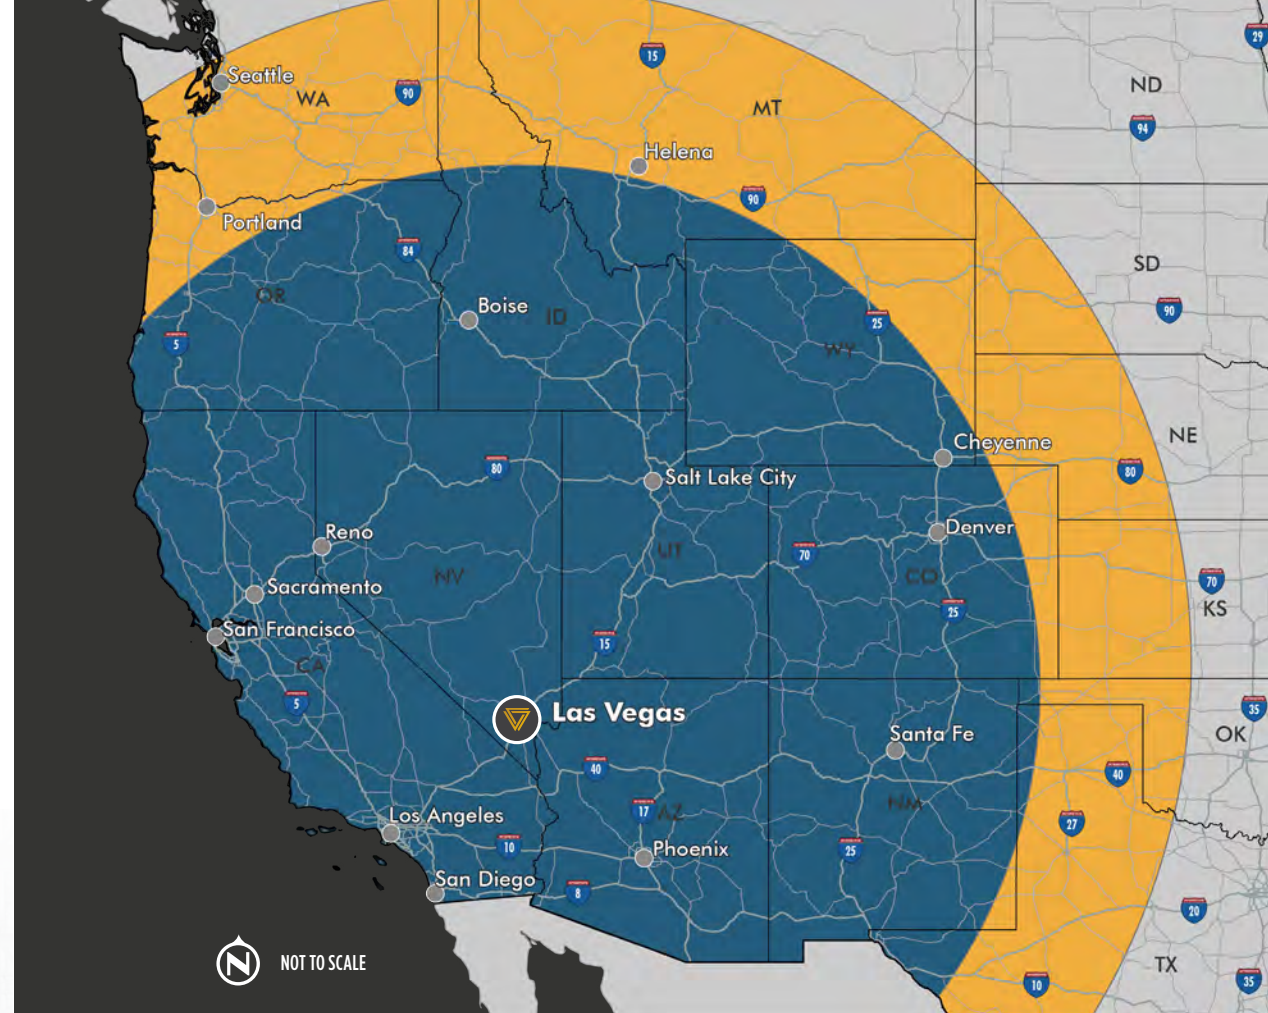 29
15
Seattle
WA
90
ND
MT
94
Helena
90
Portland
84
SD
OR
Boise
ID
90
25
5
WY
NE
Cheyenne
80
80
Salt Lake City
Reno
Denver
UT
70
NV
CO
70
Sacramento
25
KS
San Francisco
15
CA
5
Las Vegas
35
Santa Fe
OK
40
40
NM
17
AZ
27
Los Angeles
10
Phoenix
25
San Diego
8
20
N
NOT TO SCALE
TX
10
35